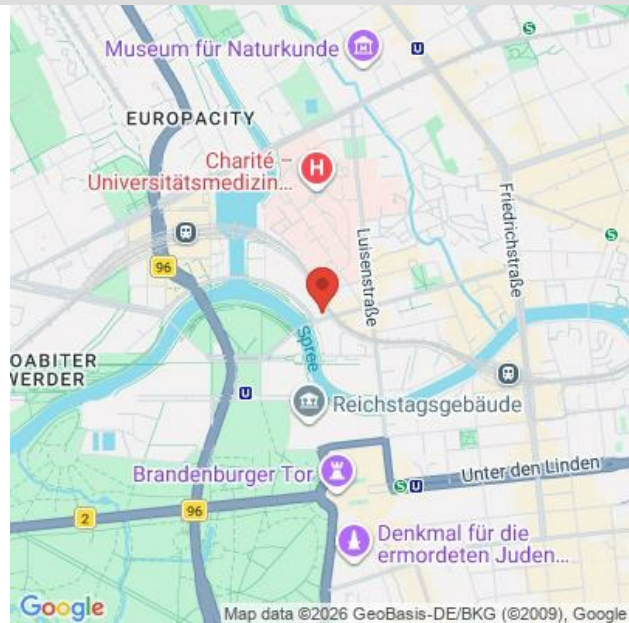 Museum für Naturkunde
U
S
EUROPACITY
Charité –
Universitätsmedizin...
H
Luisenstraße
Friedrichstraße
S
96
Spree
OABITER
WERDER
U
Reichstagsgebäude
Brandenburger Tor
Unter den Linden
S U
2
96
Denkmal für die
ermordeten Juden...
Google
Map data ©2026 GeoBasis-DE/BKG (©2009), Google